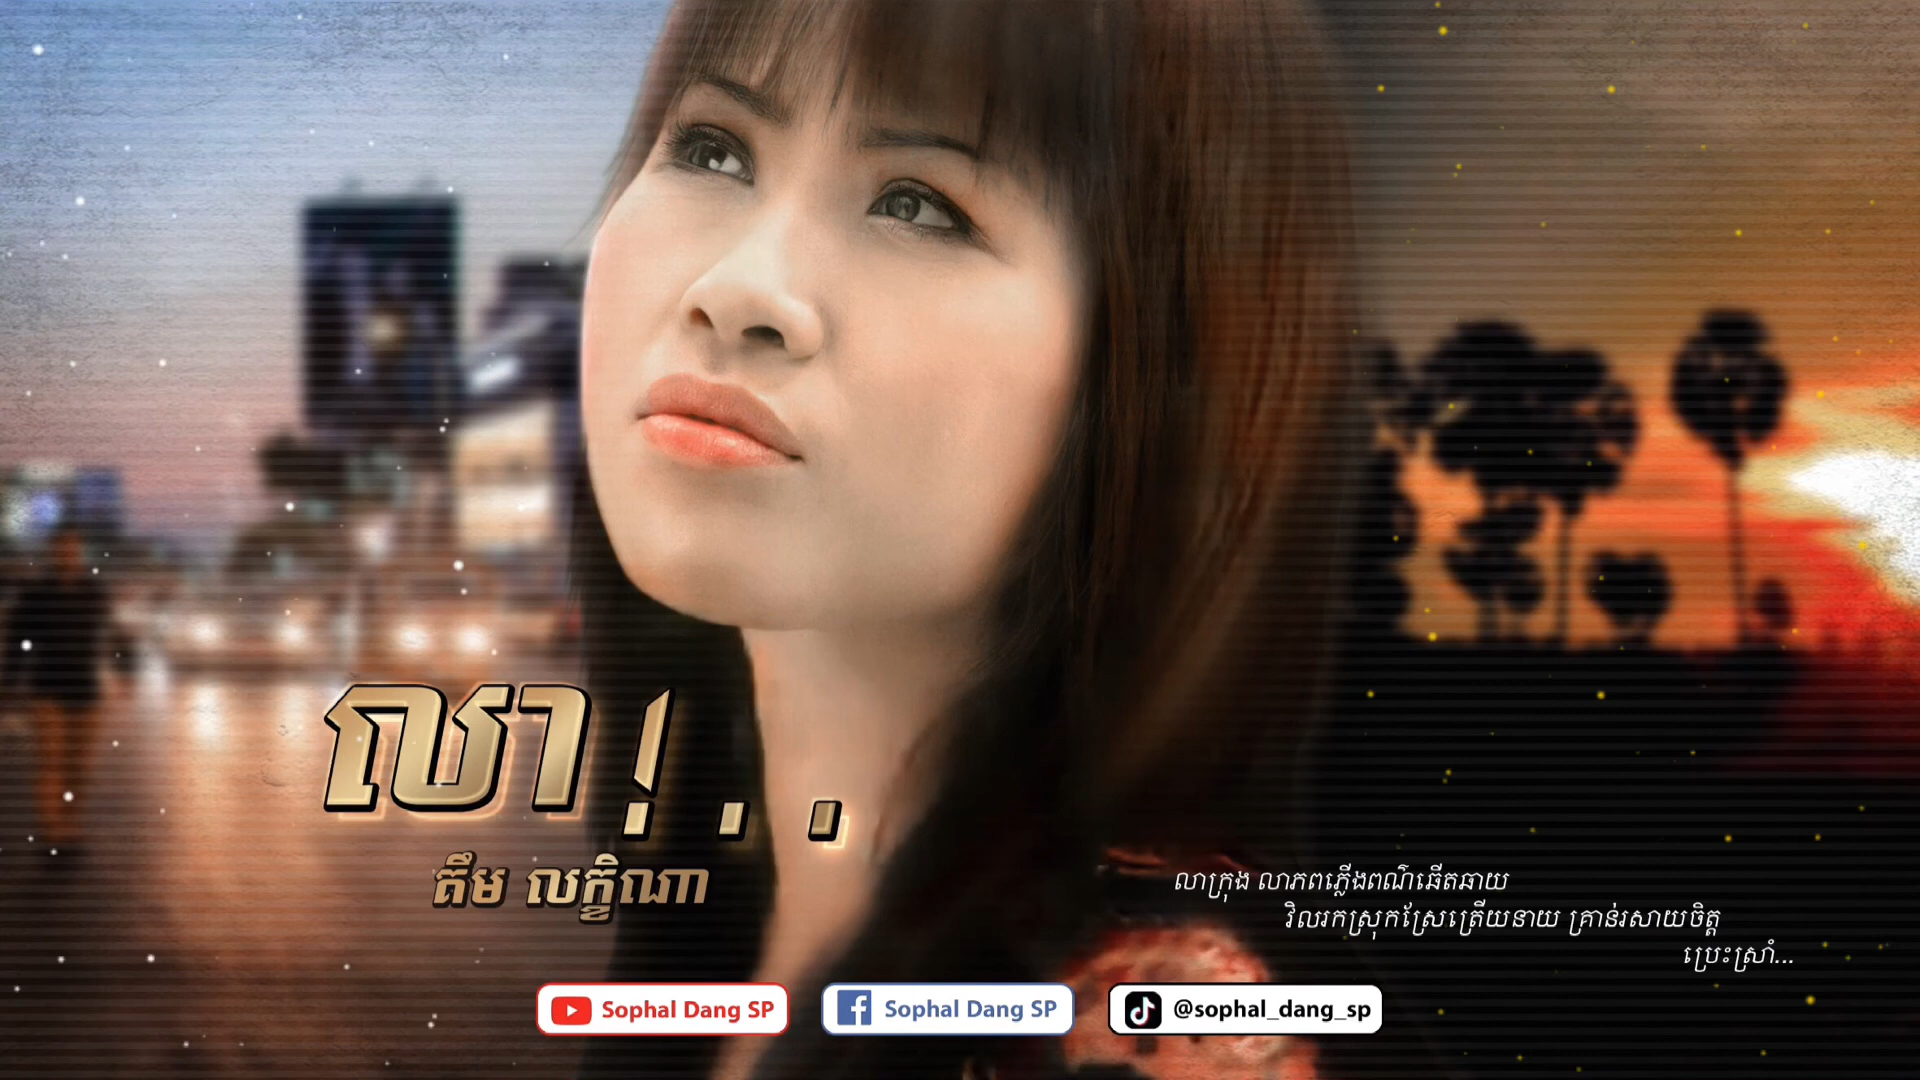 លា!..
គឹម លក្ខិណា
លាក្រុង លាភពភ្លើងពណ៌ឆើតឆាយ
វិលរកស្រុកស្រែត្រើយនាយ គ្រាន់រសាយចិត្ត
ប្រេះស្រាំ...
Sophal Dang SP
Sophal Dang SP
@sophal_dang_sp